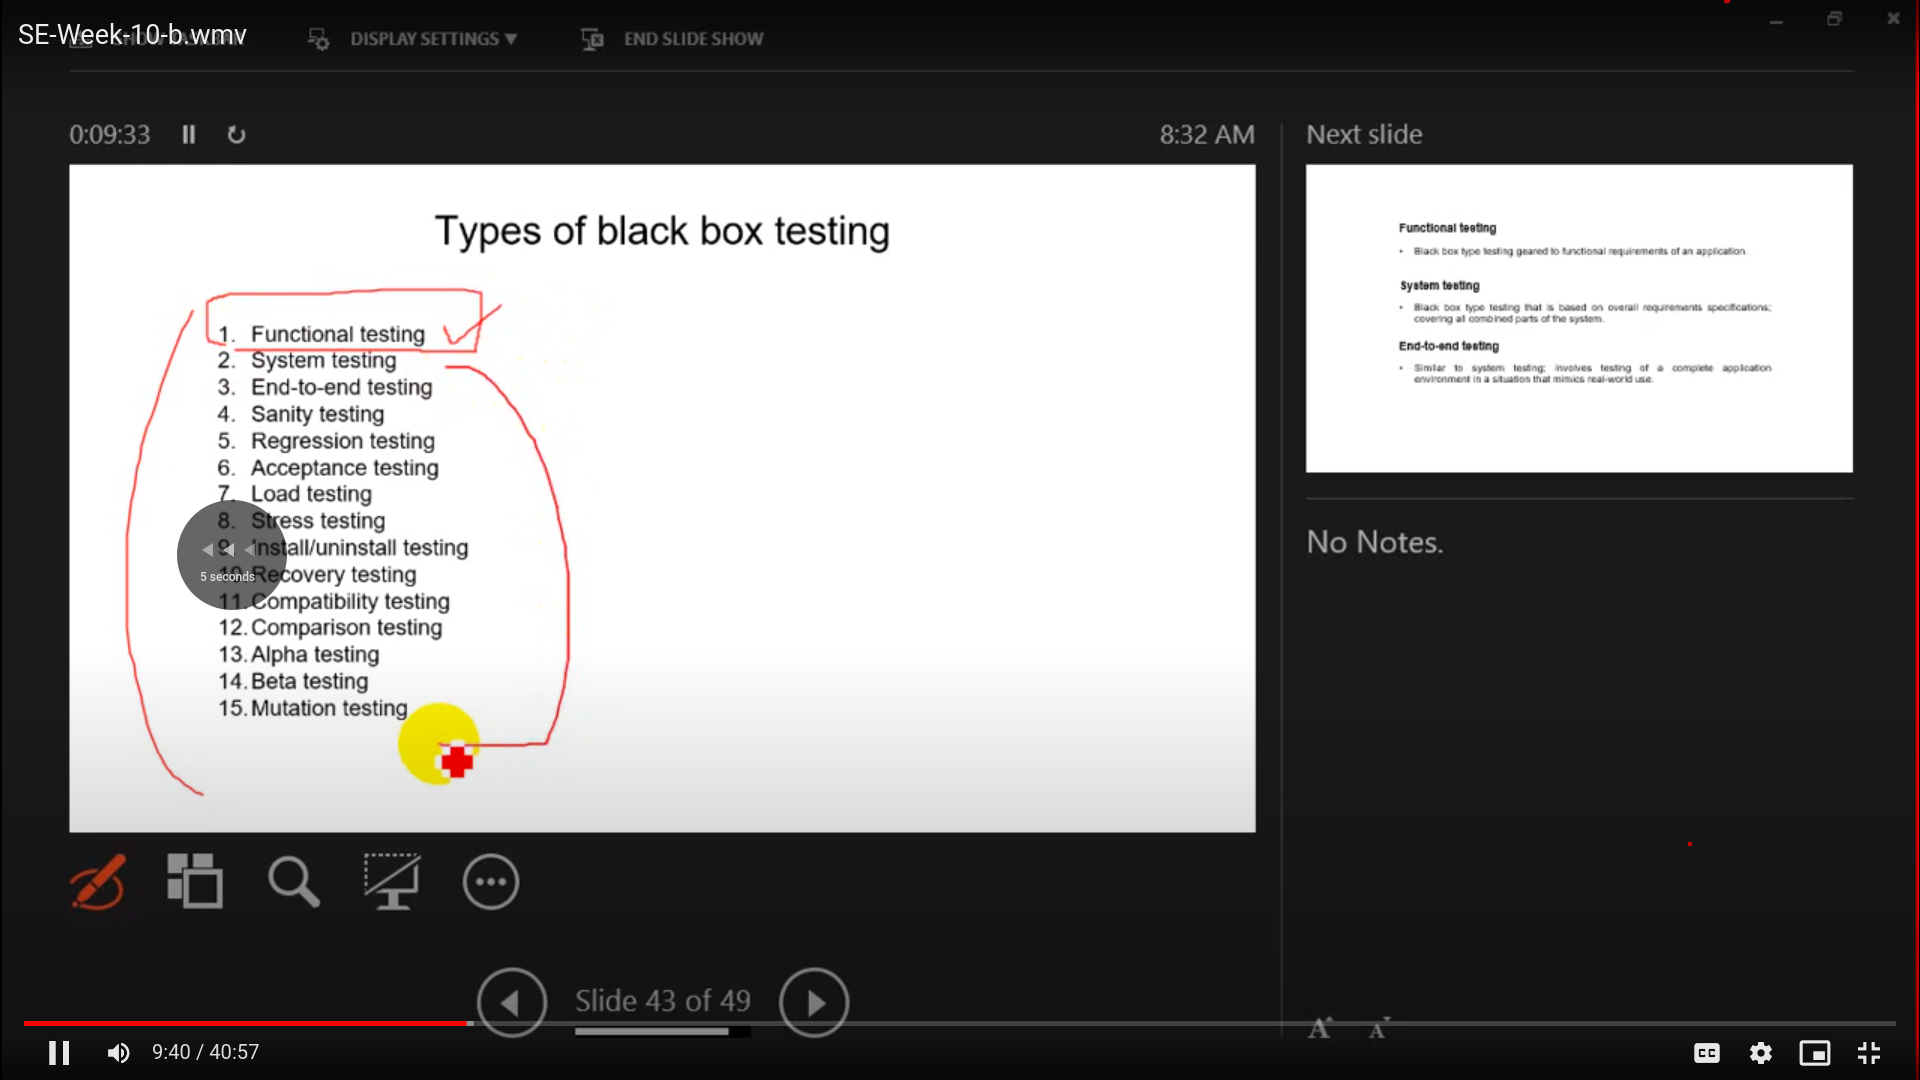 SE-Week-10-b.wmv
DISPLAY SETTINGS ▼
END SLIDE SHOW
0:09:33
8:32 AM
Next slide
Types of black box testing
1. Functional testing
2. System testing
3. End-to-end testing
4. Sanity testing
5. Regression testing
6. Acceptance testing
7. Load testing
8. Stress testing
9. Install/uninstall testing
10. Recovery testing
11. Compatibility testing
12. Comparison testing
13. Alpha testing
14. Beta testing
15. Mutation testing
5 seconds
Functional testing
• Black box type testing geared to functional requirements of an application.
System testing
• Black box type testing that is based on overall requirements specifications;
covering all combined parts of the system.
End-to-end testing
• Similar to system testing; involves testing of a complete application
environment in a situation that mimics real-world use.
No Notes.
Slide 43 of 49
A A
9:40 / 40:57
CC